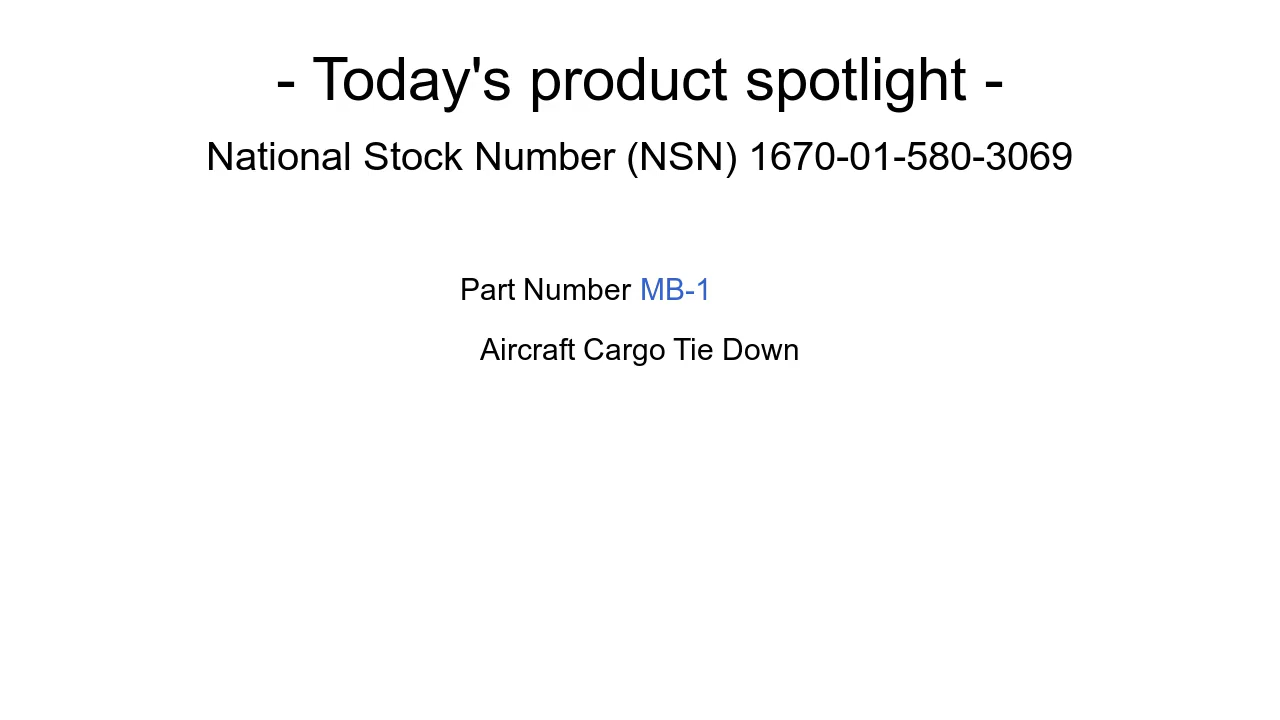 - Today's product spotlight -
National Stock Number (NSN) 1670-01-580-3069
Part Number MB-1
Aircraft Cargo Tie Down